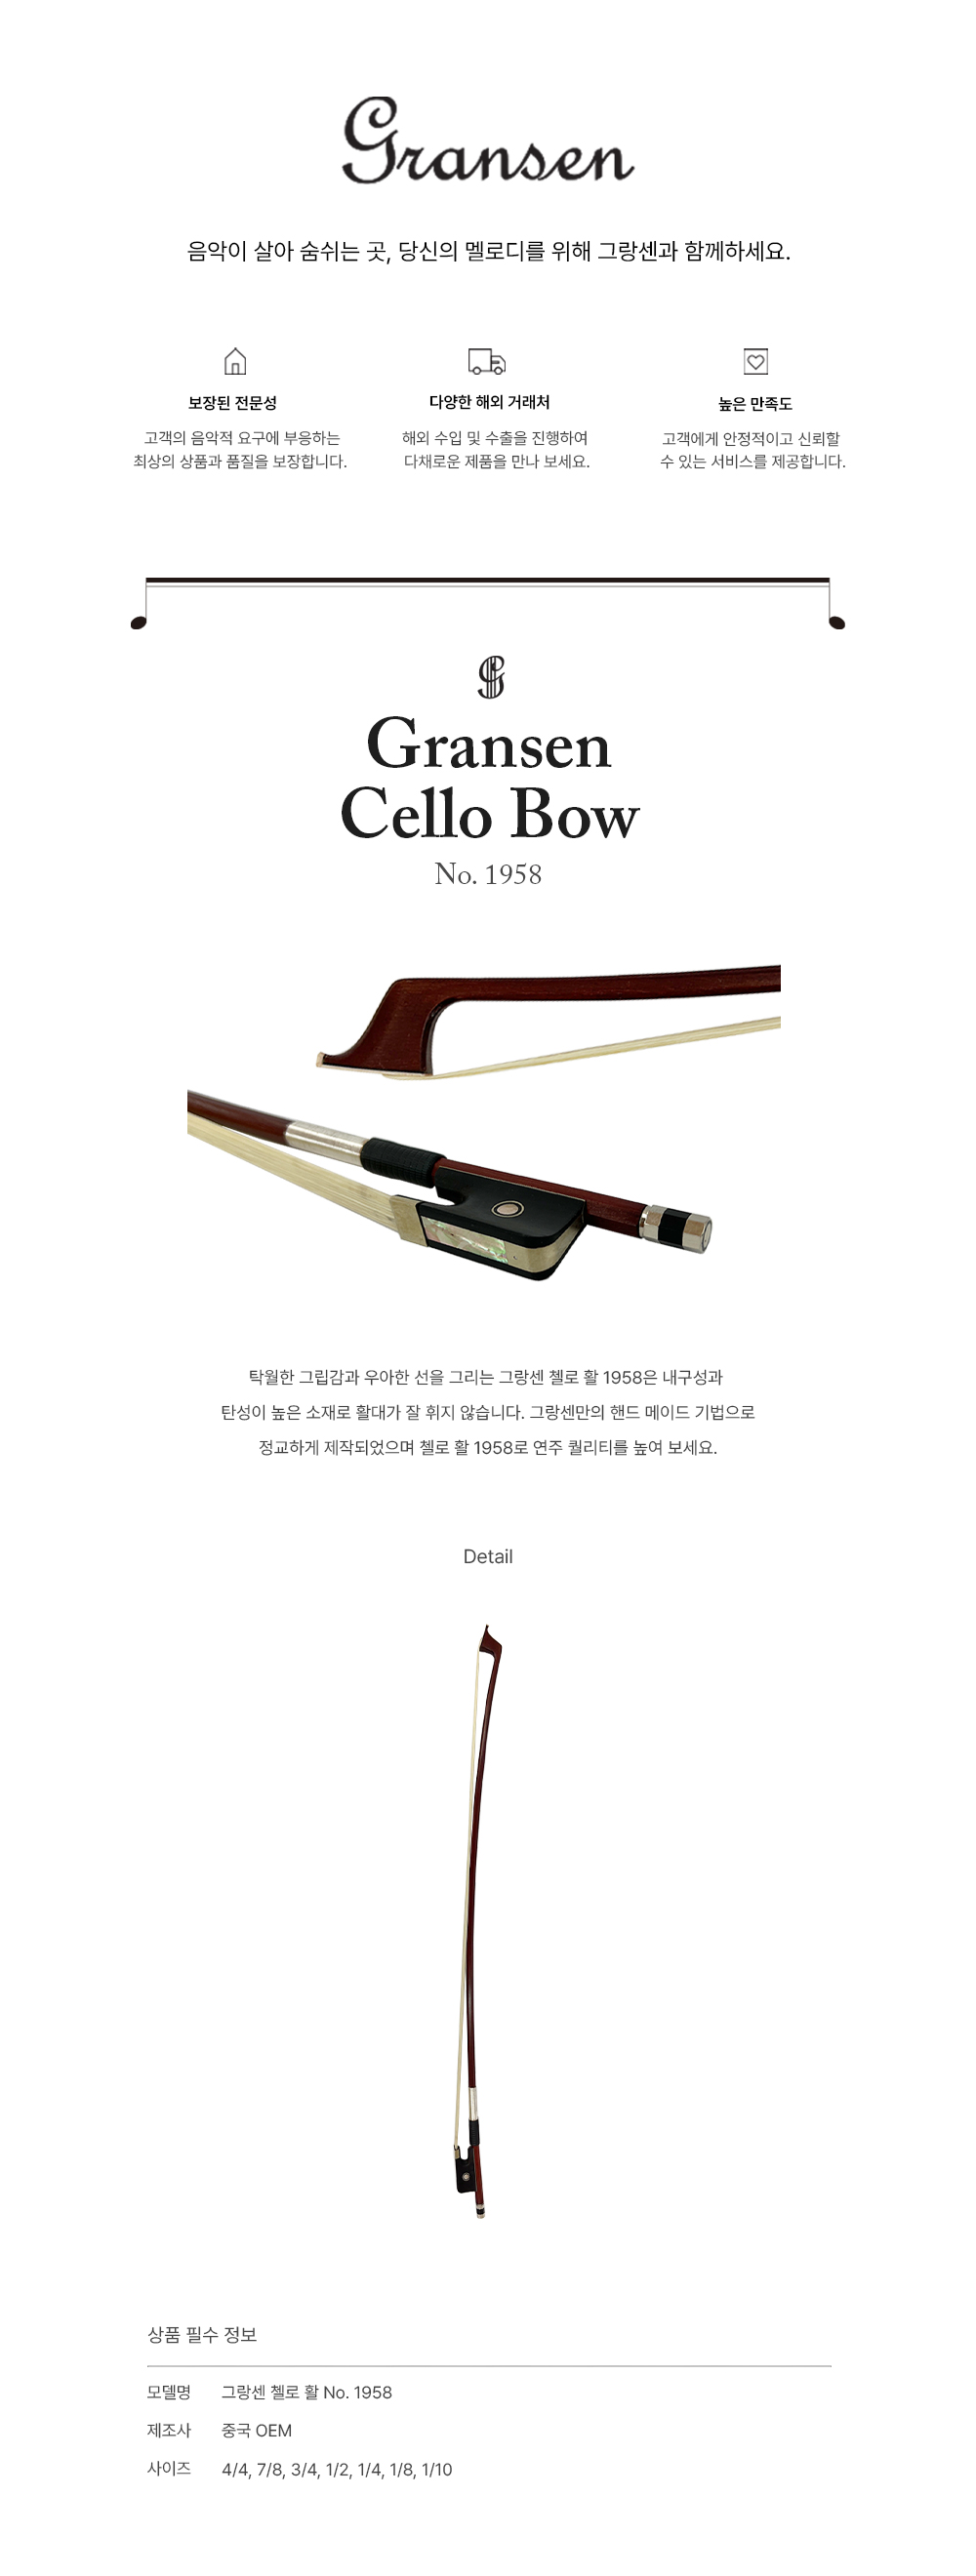 Gransen
음악이 살아 숨쉬는 곳, 당신의 멜로디를 위해 그랑센과 함께하세요.
보장된 전문성
고객의 음악적 요구에 부응하는
최상의 상품과 품질을 보장합니다.
다양한 해외 거래처
해외 수입 및 수출을 진행하여
다채로운 제품을 만나 보세요.
높은 만족도
고객에게 안정적이고 신뢰할
수 있는 서비스를 제공합니다.
Gransen
Cello Bow
No. 1958
탁월한 그립감과 우아한 선을 그리는 그랑센 첼로 활 1958은 내구성과
탄성이 높은 소재로 활대가 잘 휘지 않습니다. 그랑센만의 핸드 메이드 기법으로
정교하게 제작되었으며 첼로 활 1958로 연주 퀄리티를 높여 보세요.
Detail
상품 필수 정보
모델명 그랑센 첼로 활 No. 1958
제조사 중국 OEM
사이즈 4/4, 7/8, 3/4, 1/2, 1/4, 1/8, 1/10